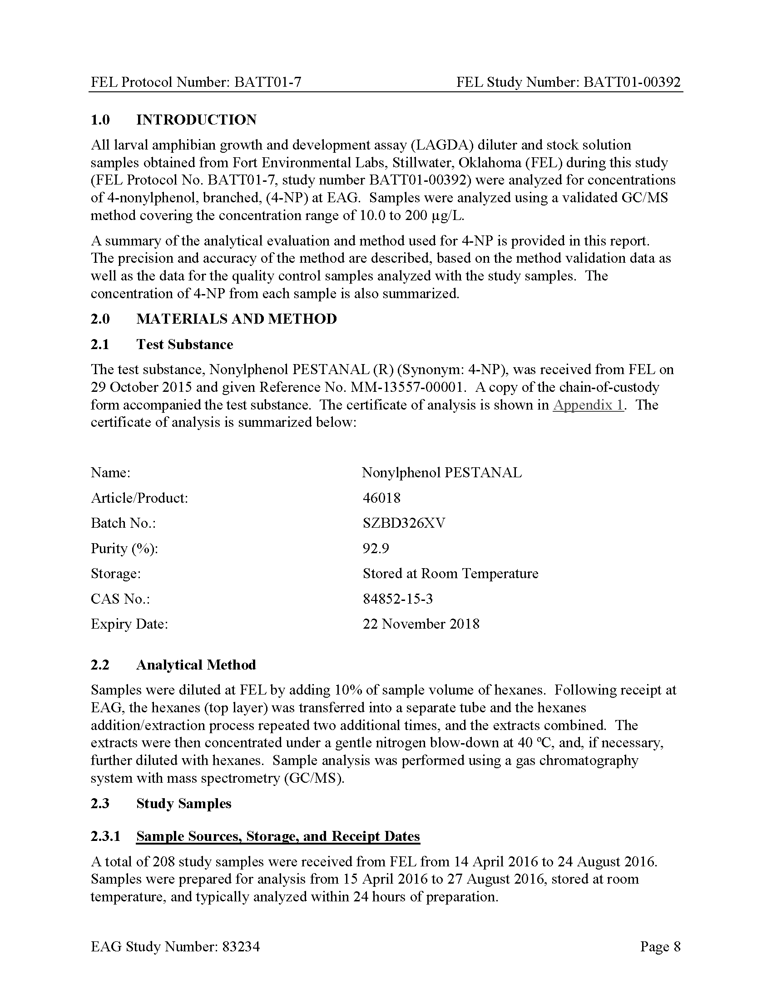 FEL Protocol Number: BATT01-7 FEL Study Number: BATT01-00392
1.0 INTRODUCTION
All larval amphibian growth and development assay (LAGDA) diluter and stock solution
samples obtained from Fort Environmental Labs, Stillwater, Oklahoma (FEL) during this study
(FEL Protocol No. BATT01-7, study number BATT01-00392) were analyzed for concentrations
of 4-nonylphenol, branched, (4-NP) at EAG. Samples were analyzed using a validated GC/MS
method covering the concentration range of 10.0 to 200 µg/L.
A summary of the analytical evaluation and method used for 4-NP is provided in this report.
The precision and accuracy of the method are described, based on the method validation data as
well as the data for the quality control samples analyzed with the study samples. The
concentration of 4-NP from each sample is also summarized.
2.0 MATERIALS AND METHOD
2.1 Test Substance
The test substance, Nonylphenol PESTANAL (R) (Synonym: 4-NP), was received from FEL on
29 October 2015 and given Reference No. MM-13557-00001. A copy of the chain-of-custody
form accompanied the test substance. The certificate of analysis is shown in Appendix 1. The
certificate of analysis is summarized below:
Name: Nonylphenol PESTANAL
Article/Product: 46018
Batch No.: SZBD326XV
Purity (%): 92.9
Storage: Stored at Room Temperature
CAS No.: 84852-15-3
Expiry Date: 22 November 2018
2.2 Analytical Method
Samples were diluted at FEL by adding 10% of sample volume of hexanes. Following receipt at
EAG, the hexanes (top layer) was transferred into a separate tube and the hexanes
addition/extraction process repeated two additional times, and the extracts combined. The
extracts were then concentrated under a gentle nitrogen blow-down at 40 ºC, and, if necessary,
further diluted with hexanes. Sample analysis was performed using a gas chromatography
system with mass spectrometry (GC/MS).
2.3 Study Samples
2.3.1 Sample Sources, Storage, and Receipt Dates
A total of 208 study samples were received from FEL from 14 April 2016 to 24 August 2016.
Samples were prepared for analysis from 15 April 2016 to 27 August 2016, stored at room
temperature, and typically analyzed within 24 hours of preparation.
EAG Study Number: 83234 Page 8